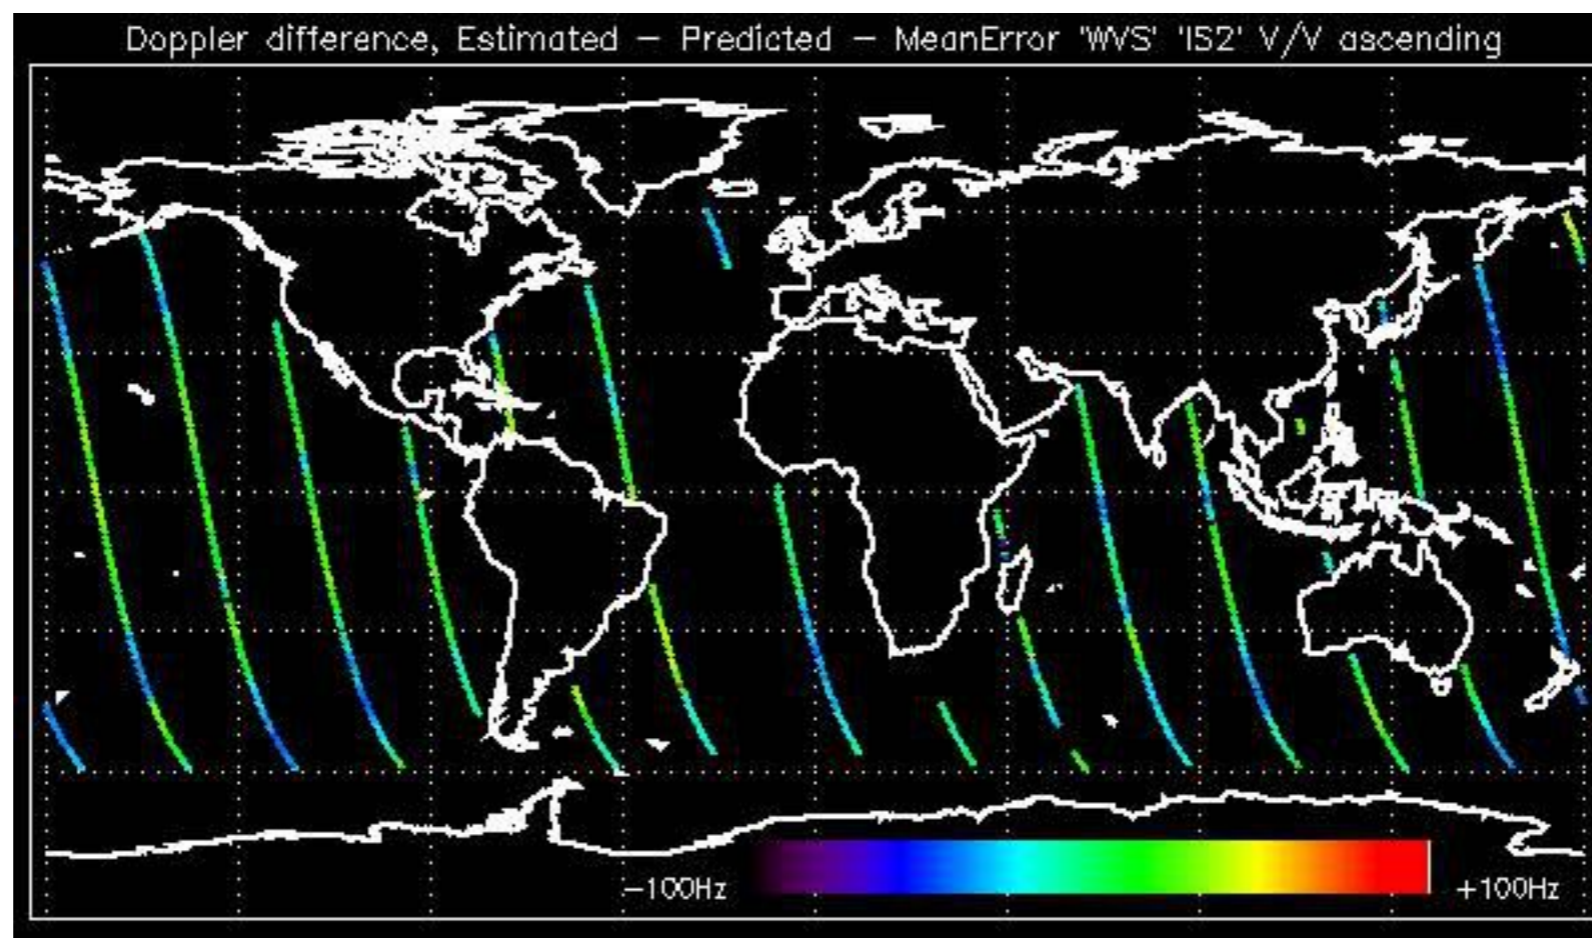 Doppler difference, Estimated − Predicted − MeanError 'WVS' 'IS2' V/V ascending
−100Hz
+100Hz